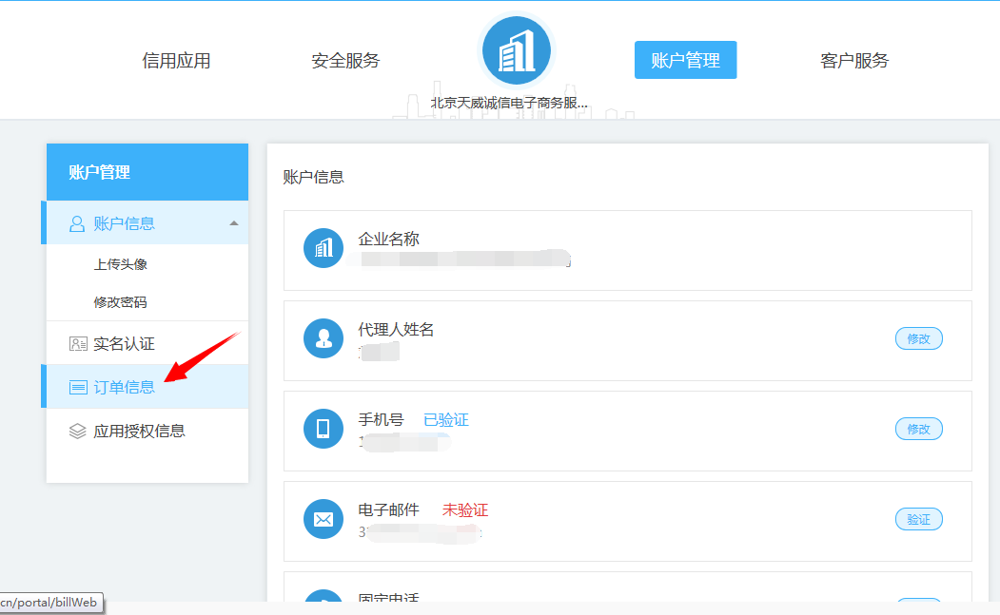 信用应用
安全服务
北京天威诚信电子商务服...
账户管理
客户服务
账户管理
账户信息
上传头像
修改密码
实名认证
订单信息
应用授权信息
账户信息
企业名称
代理人姓名
修改
手机号 已验证
1
修改
电子邮件 未验证
3
验证
固定电话
cn/portal/billWeb